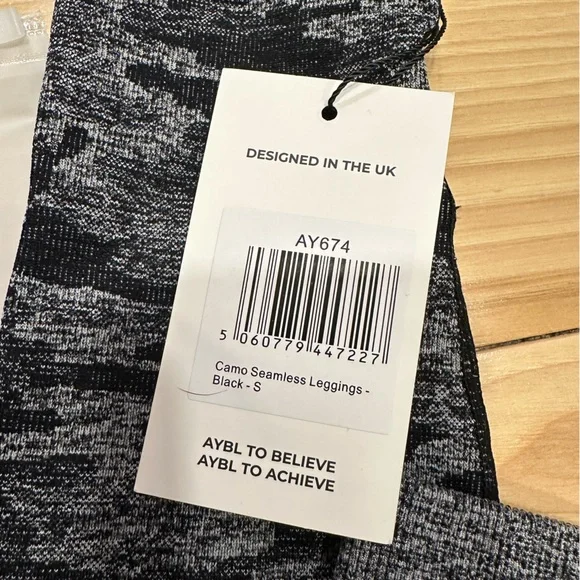 DESIGNED IN THE UK
AY674
5 060779 447227
Camo Seamless Leggings -
Black - S
AYBL TO BELIEVE
AYBL TO ACHIEVE